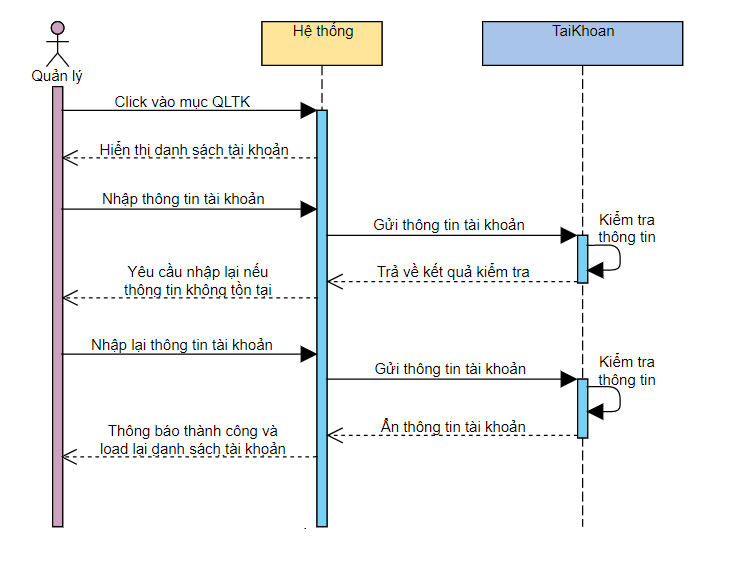 Hệ thống
TaiKhoan
Quản lý
Click vào mục QLTK
Hiển thị danh sách tài khoản
Nhập thông tin tài khoản
Gửi thông tin tài khoản
Kiểm tra
thông tin
Trả về kết quả kiểm tra
Yêu cầu nhập lại nếu
thông tin không tồn tại
Nhập lại thông tin tài khoản
Gửi thông tin tài khoản
Kiểm tra
thông tin
Ẩn thông tin tài khoản
Thông báo thành công và
load lại danh sách tài khoản